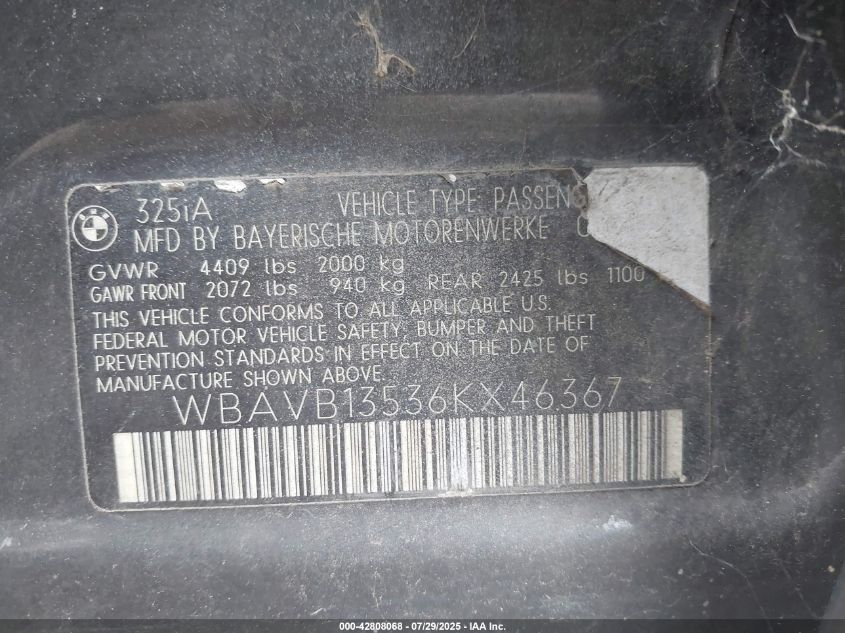 BMW
325iA VEHICLE TYPE: PASSENG
MFD BY BAYERISCHE MOTORENWERKE
GVWR 4409 lbs 2000 kg
GAWR FRONT 2072 lbs 940 kg REAR 2425 lbs 1100
THIS VEHICLE CONFORMS TO ALL APPLICABLE U.S.
FEDERAL MOTOR VEHICLE SAFETY, BUMPER AND THEFT
PREVENTION STANDARDS IN EFFECT ON THE DATE OF
MANUFACTURE SHOWN ABOVE.
WBAVB13536KX46367
000-42808068 - 07/29/2025 - IAA Inc.